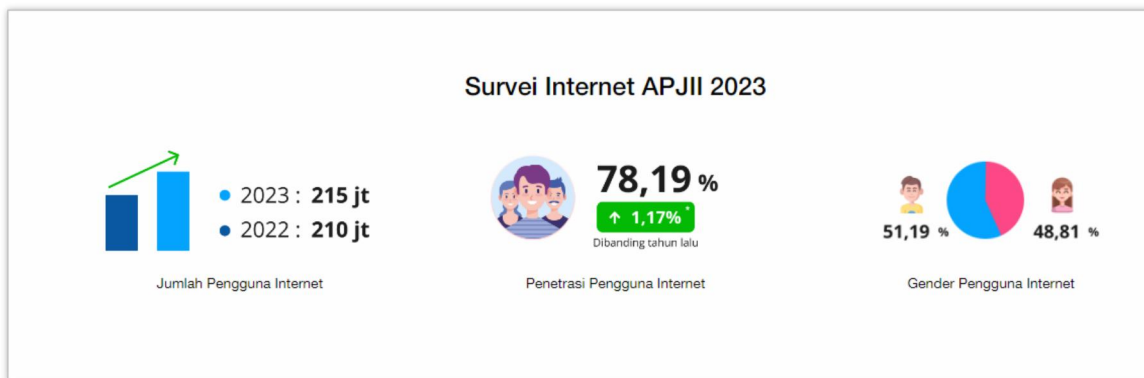 Survei Internet APJII 2023
2023 : 215 jt
2022 : 210 jt
Jumlah Pengguna Internet
78,19 %
↑ 1,17% *
Dibanding tahun lalu
Penetrasi Pengguna Internet
51,19 %
48,81 %
Gender Pengguna Internet